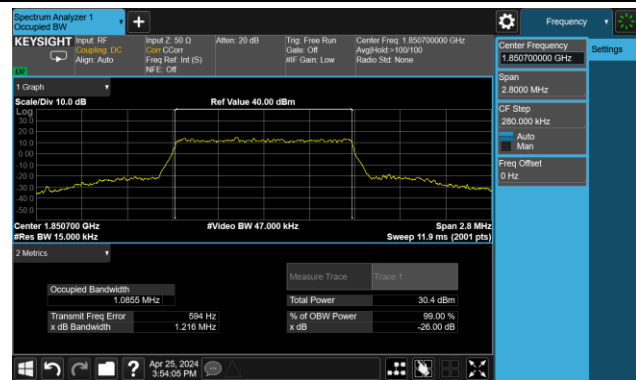 Spectrum Analyzer 1
Occupied BW
Frequency
KEYSIGHT
Input: RF
Coupling: DC
Align: Auto
Input Z: 50 Ω
Corr CCorr
Freq Ref: Int (S)
NFE: Off
Atten: 20 dB
Trig: Free Run
Gate: Off
#IF Gain: Low
Center Freq: 1.850700000 GHz
Avg|Hold:>100/100
Radio Std: None
Center Frequency
1.850700000 GHz
Settings
Span
2.8000 MHz
CF Step
280.000 kHz
Auto
Man
Freq Offset
0 Hz
1 Graph
Scale/Div 10.0 dB
Ref Value 40.00 dBm
Log
30.0
20.0
10.0
0.00
-10.0
-20.0
-30.0
-40.0
-50.0
Center 1.850700 GHz
#Video BW 47.000 kHz
Span 2.8 MHz
#Res BW 15.000 kHz
Sweep 11.9 ms (2001 pts)
2 Metrics
Measure Trace
Trace 1
Occupied Bandwidth
1.0855 MHz
Total Power
30.4 dBm
Transmit Freq Error
594 Hz
% of OBW Power
99.00 %
x dB Bandwidth
1.216 MHz
x dB
-26.00 dB
?
Apr 25, 2024
3:54:05 PM